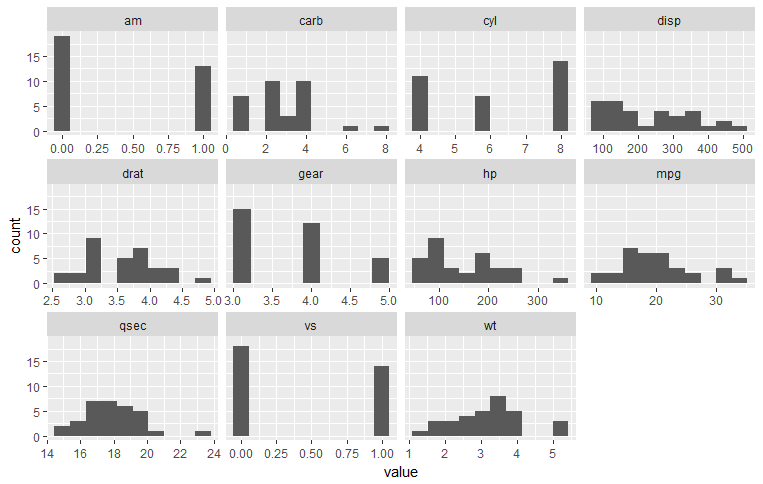 am carb cyl disp
15
10
5
0
0.00 0.25 0.50 0.75 1.00 0 2 4 6 8 4 5 6 7 8 100 200 300 400 500
drat gear hp mpg
15
10
5
0
2.5 3.0 3.5 4.0 4.5 5.0 3.0 3.5 4.0 4.5 5.0 100 200 300 10 20 30
count
qsec vs wt
15
10
5
0
14 16 18 20 22 24 0.00 0.25 0.50 0.75 1.00 1 2 3 4 5
value